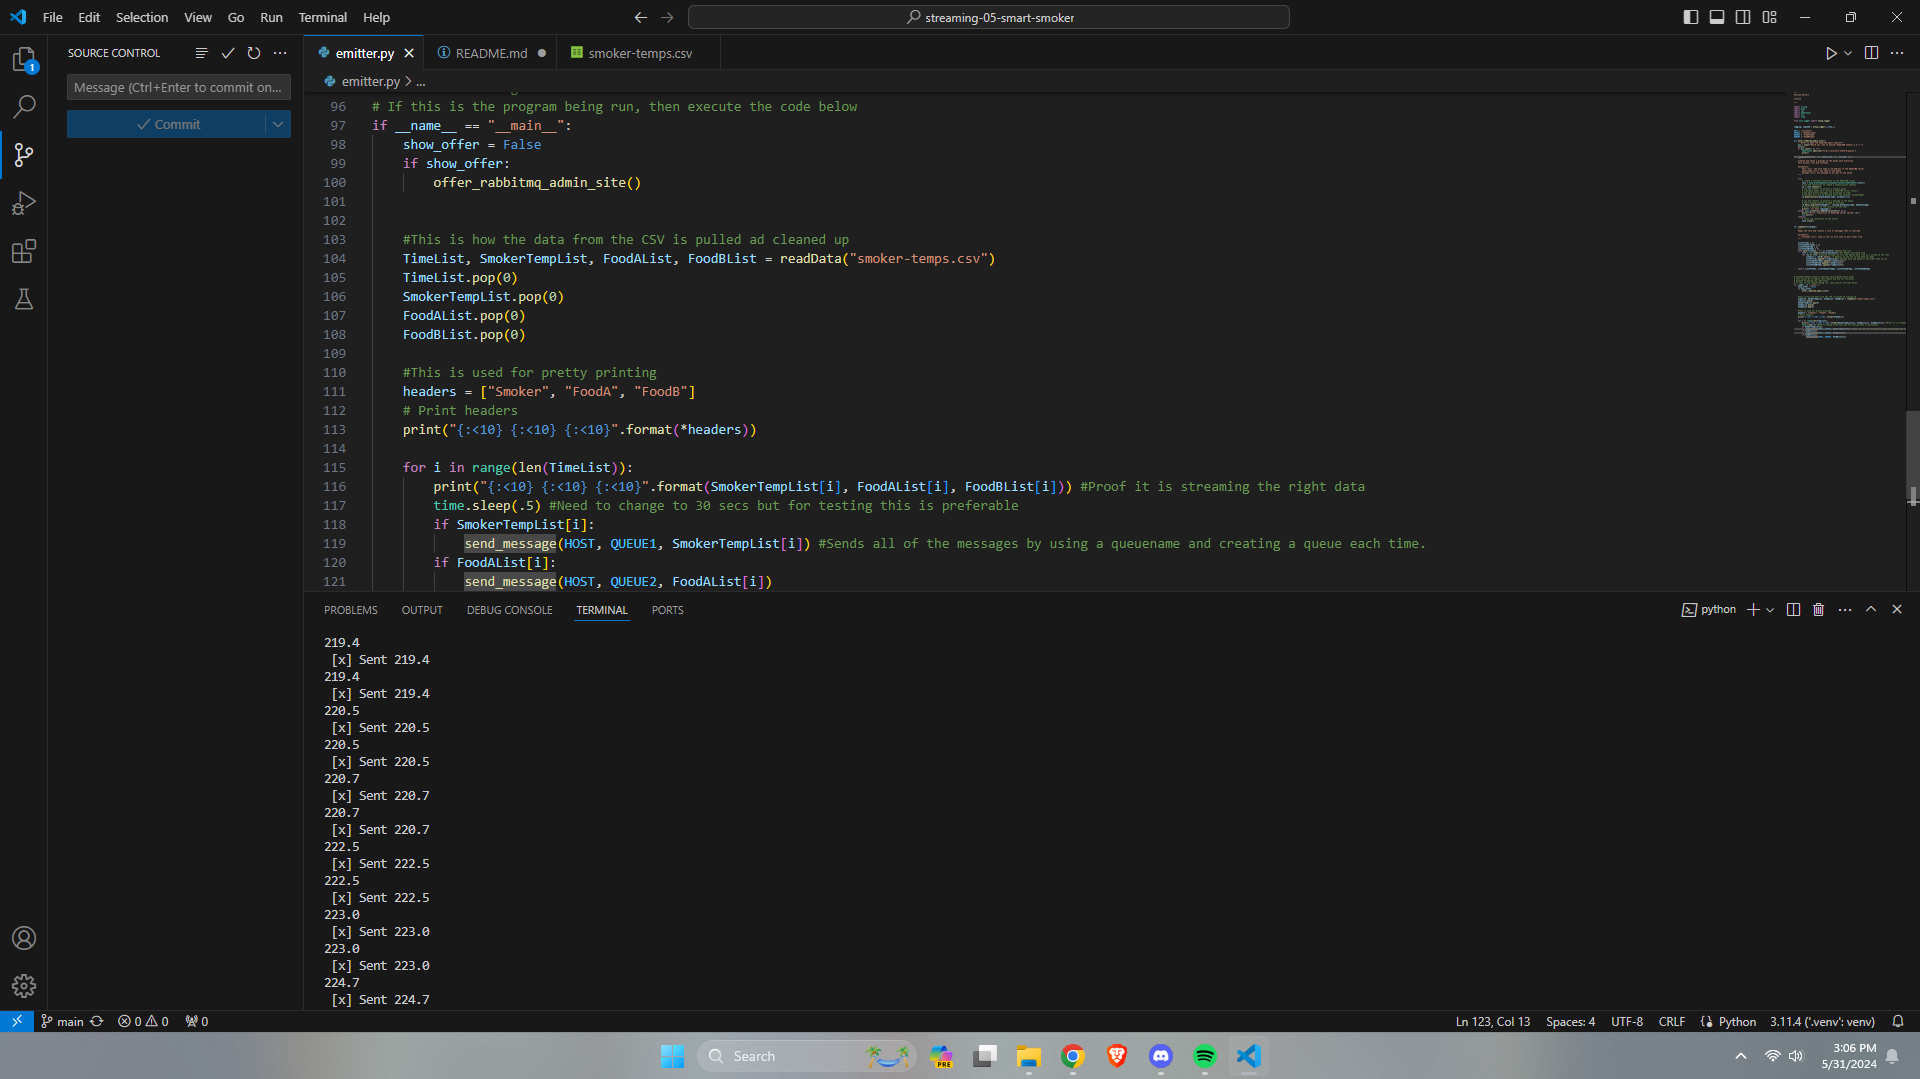 File Edit Selection View Go Run Terminal Help
streaming-05-smart-smoker
SOURCE CONTROL
Message (Ctrl+Enter to commit on...
Commit
1
emitter.py
README.md
smoker-temps.csv
emitter.py > ...
96 # If this is the program being run, then execute the code below
97 if __name__ == "__main__":
98 show_offer = False
99 if show_offer:
100 offer_rabbitmq_admin_site()
101
102
103 #This is how the data from the CSV is pulled ad cleaned up
104 TimeList, SmokerTempList, FoodAList, FoodBList = readData("smoker-temps.csv")
105 TimeList.pop(0)
106 SmokerTempList.pop(0)
107 FoodAList.pop(0)
108 FoodBList.pop(0)
109
110 #This is used for pretty printing
111 headers = ["Smoker", "FoodA", "FoodB"]
112 # Print headers
113 print("{:<10} {:<10} {:<10}".format(*headers))
114
115 for i in range(len(TimeList)):
116 print("{:<10} {:<10} {:<10}".format(SmokerTempList[i], FoodAList[i], FoodBList[i])) #Proof it is streaming the right data
117 time.sleep(.5) #Need to change to 30 secs but for testing this is preferable
118 if SmokerTempList[i]:
119 send_message(HOST, QUEUE1, SmokerTempList[i]) #Sends all of the messages by using a queuename and creating a queue each time.
120 if FoodAList[i]:
121 send_message(HOST, QUEUE2, FoodAList[i])
PROBLEMS OUTPUT DEBUG CONSOLE TERMINAL PORTS
python
219.4
[x] Sent 219.4
219.4
[x] Sent 219.4
220.5
[x] Sent 220.5
220.5
[x] Sent 220.5
220.7
[x] Sent 220.7
220.7
[x] Sent 220.7
222.5
[x] Sent 222.5
222.5
[x] Sent 222.5
223.0
[x] Sent 223.0
223.0
[x] Sent 223.0
224.7
[x] Sent 224.7
main 0 0 0
Ln 123, Col 13 Spaces: 4 UTF-8 CRLF Python 3.11.4 ('.venv': venv)
Search
PRE
3:06 PM
5/31/2024